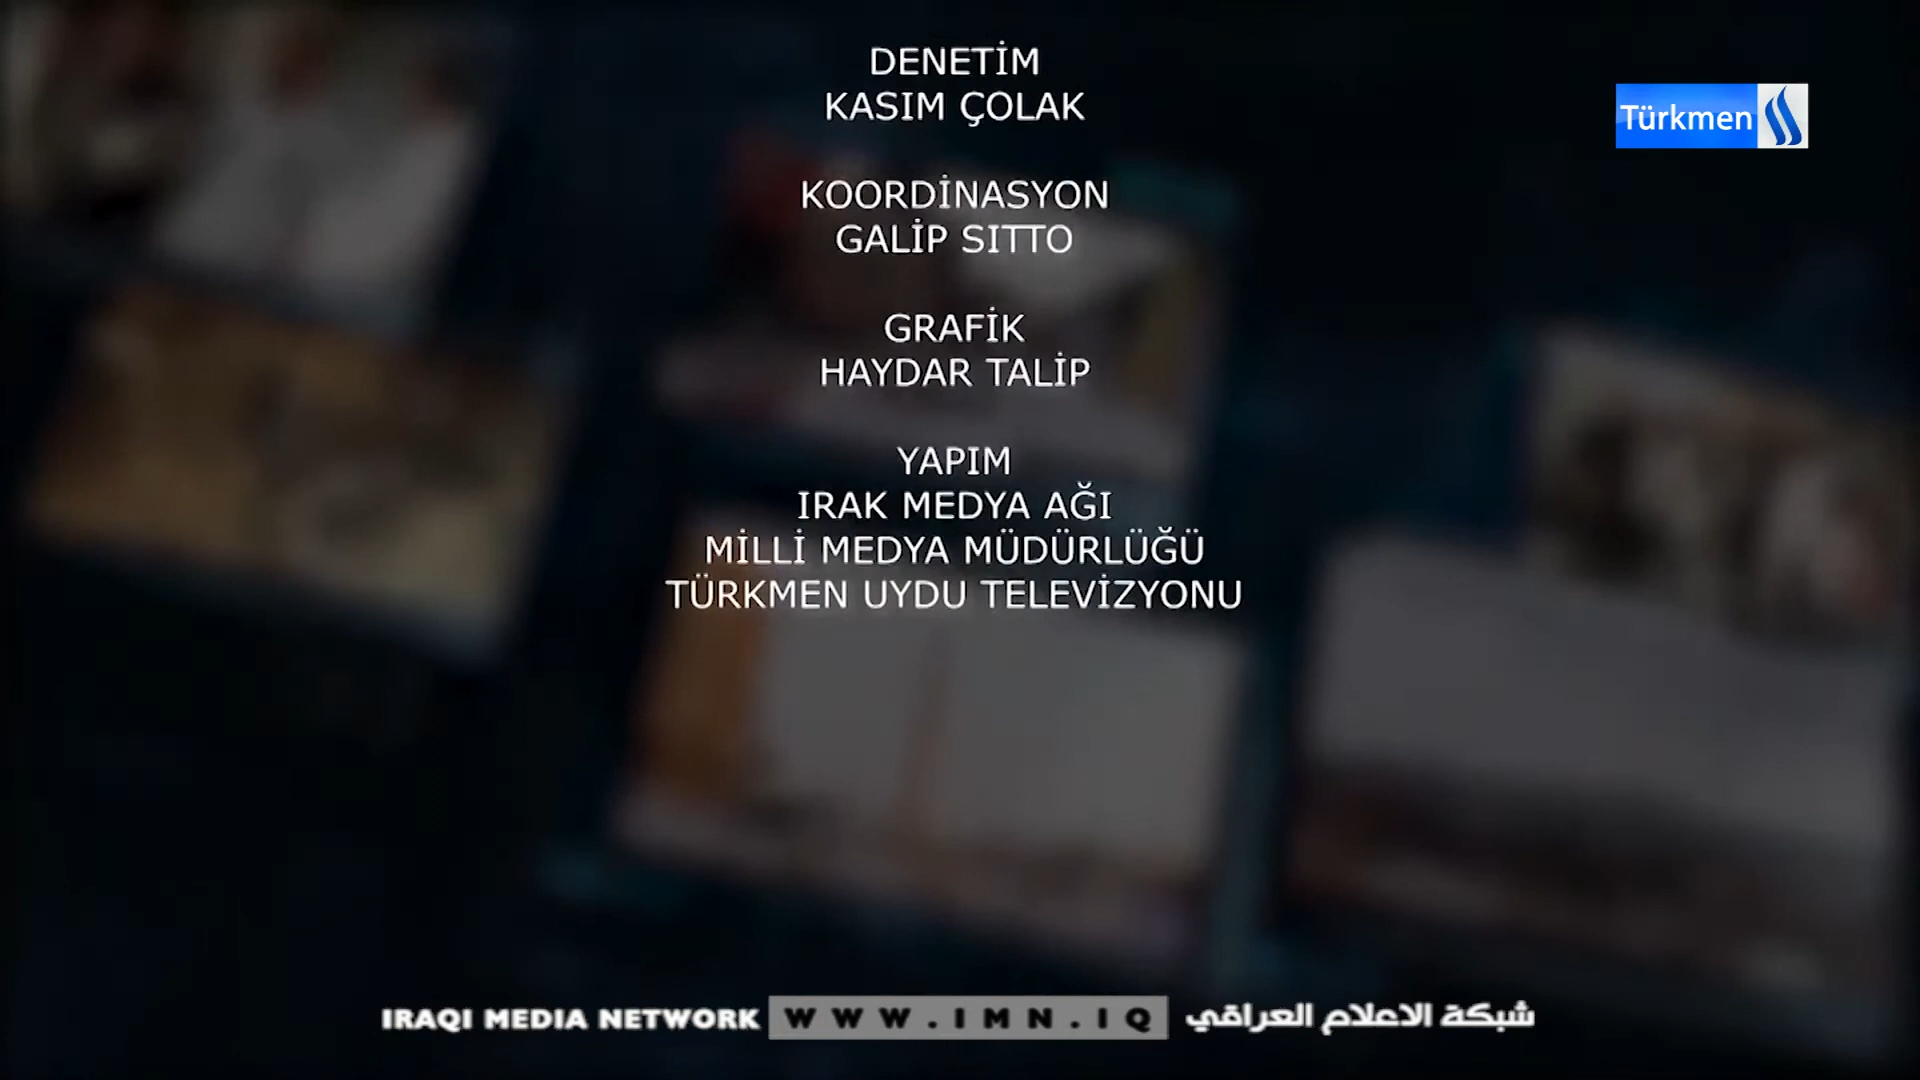 DENETİM
KASIM ÇOLAK
Türkmen
KOORDİNASYON
GALİP SITTO
GRAFİK
HAYDAR TALİP
YAPIM
IRAK MEDYA AĞI
MİLLİ MEDYA MÜDÜRLÜĞÜ
TÜRKMEN UYDU TELEVİZYONU
IRAQI MEDIA NETWORK WWW.IMN.IQ شبكة الاعلام العراقي